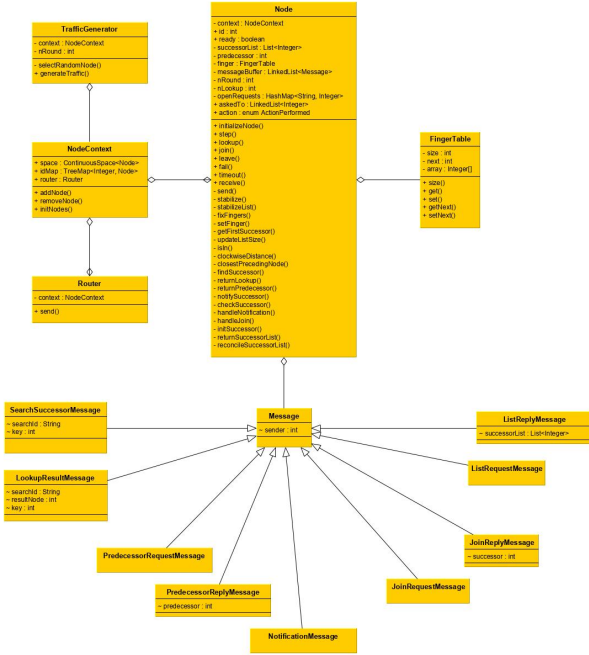 TrafficGenerator
- context : NodeContext
- nRound : int
- selectRandomNode()
+ generateTraffic()
NodeContext
+ space : ContinuousSpace<Node>
+ idMap : TreeMap<Integer, Node>
+ router : Router
+ addNode()
+ removeNode()
+ initNodes()
Router
- context : NodeContext
+ send()
Node
- context : NodeContext
+ id : int
+ ready : boolean
- successorList : List<Integer>
- predecessor : int
- finger : FingerTable
- messageBuffer : LinkedList<Message>
- nRound : int
- nLookup : int
- openRequests : HashMap<String, Integer>
+ askedTo : LinkedList<Integer>
+ action : enum ActionPerformed
+ initializeNode()
+ step()
+ lookup()
+ join()
+ leave()
+ fail()
+ timeout()
+ receive()
- send()
- stabilize()
- stabilizeList()
- fixFingers()
- setFinger()
- getFirstSuccessor()
- updateListSize()
- isIn()
- clockwiseDistance()
- closestPrecedingNode()
- findSuccessor()
- returnLookup()
- returnPredecessor()
- notifySuccessor()
- checkSuccessor()
- handleNotification()
- handleJoin()
- initSuccessor()
- returnSuccessorList()
- reconcileSuccessorList()
FingerTable
- size : int
- next : int
- array : Integer[]
+ size()
+ get()
+ set()
+ getNext()
+ setNext()
Message
~ sender : int
SearchSuccessorMessage
~ searchId : String
~ key : int
LookupResultMessage
~ searchId : String
~ resultNode : int
~ key : int
PredecessorRequestMessage
PredecessorReplyMessage
~ predecessor : int
NotificationMessage
JoinRequestMessage
JoinReplyMessage
~ successor : int
ListRequestMessage
ListReplyMessage
~ successorList : List<Integer>